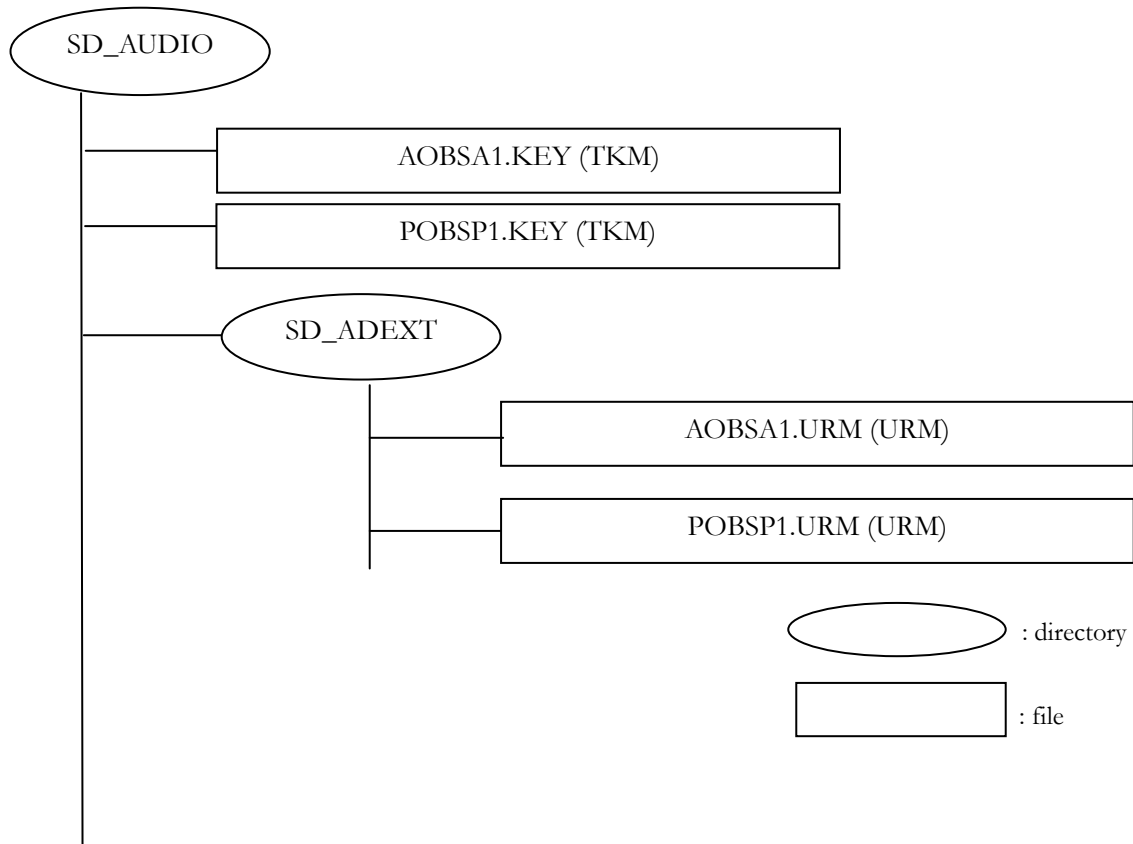 SD_AUDIO
AOBSA1.KEY (TKM)
POBSP1.KEY (TKM)
SD_ADEXT
AOBSA1.URM (URM)
POBSP1.URM (URM)
: directory
: file